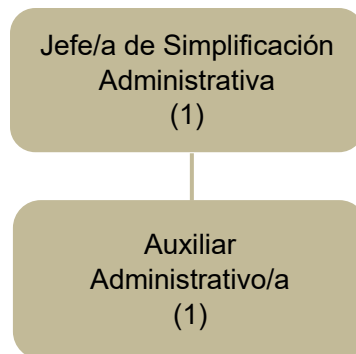 Jefe/a de Simplificación
Administrativa
(1)
Auxiliar
Administrativo/a
(1)